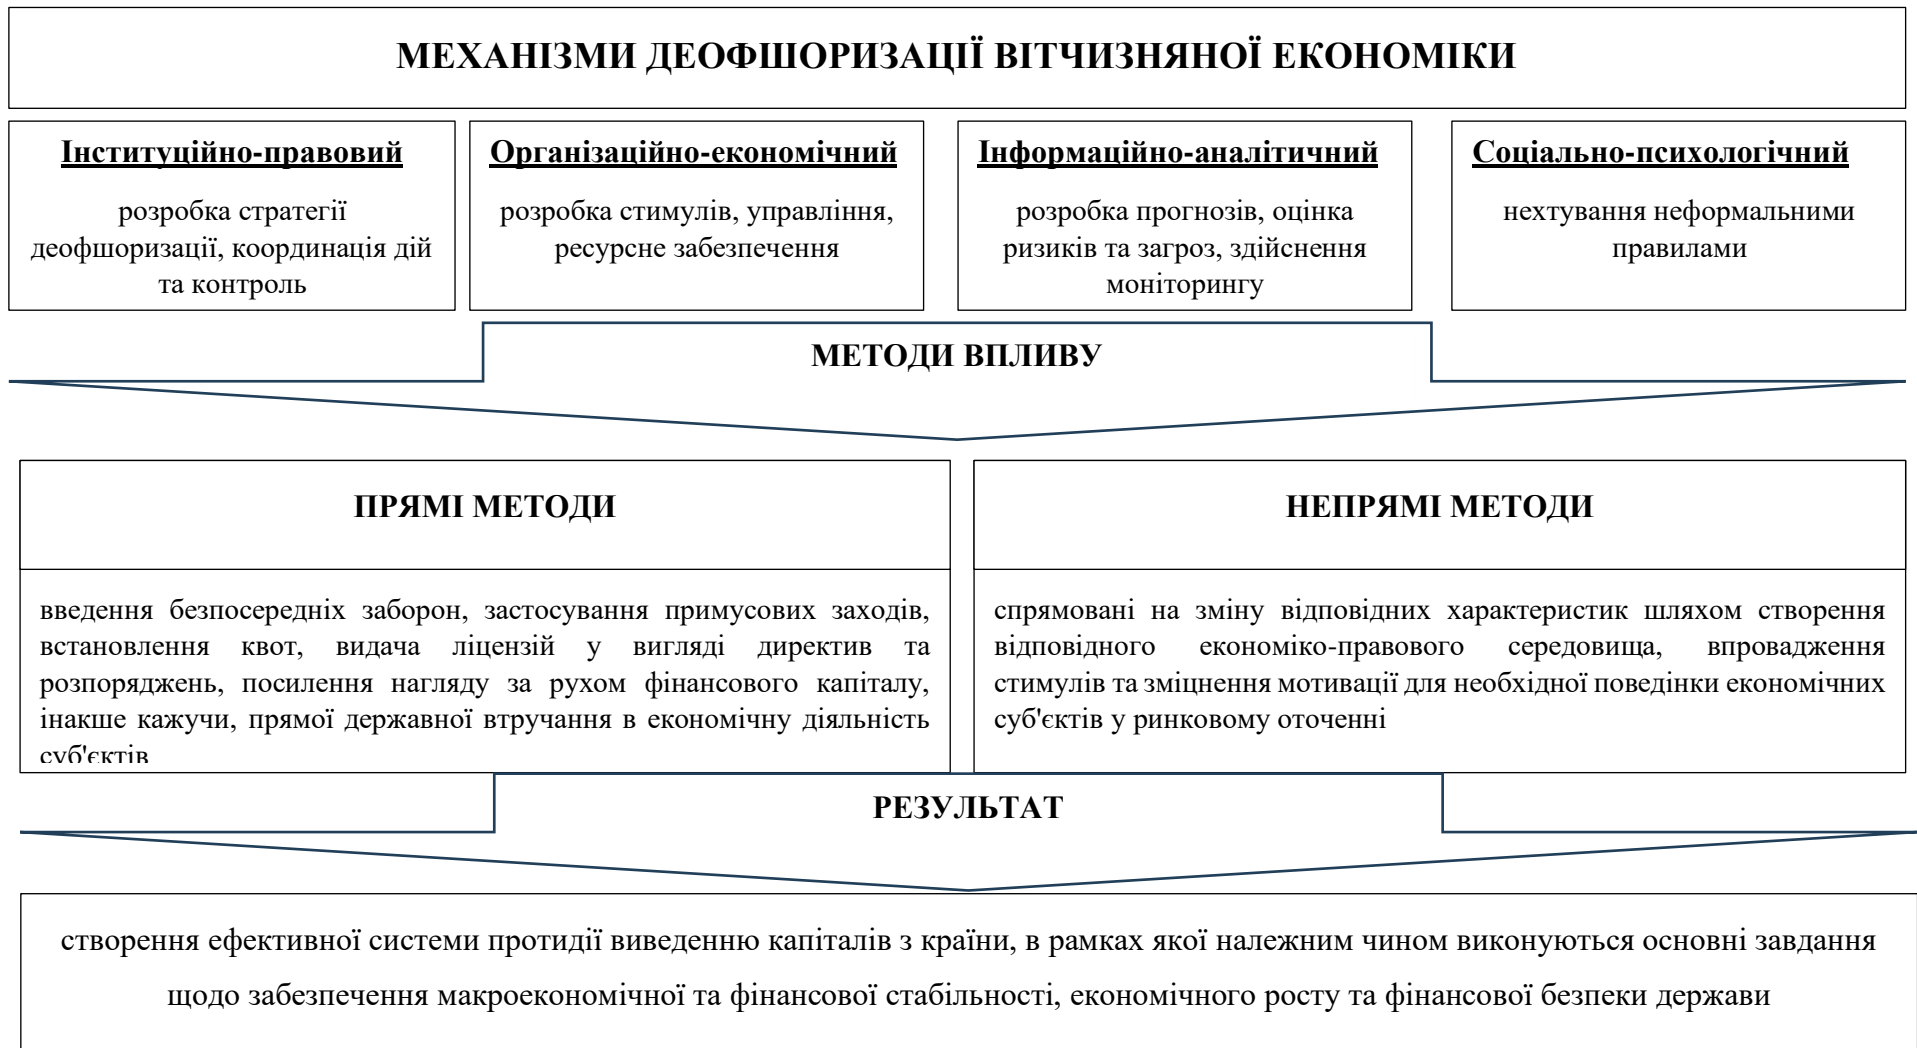 МЕХАНІЗМИ ДЕОФШОРИЗАЦІЇ ВІТЧИЗНЯНОЇ ЕКОНОМІКИ
Інституційно-правовий
розробка стратегії
деофшоризації, координація дій
та контроль
Організаційно-економічний
розробка стимулів, управління,
ресурсне забезпечення
Інформаційно-аналітичний
розробка прогнозів, оцінка
ризиків та загроз, здійснення
моніторингу
Соціально-психологічний
нехтування неформальними
правилами
МЕТОДИ ВПЛИВУ
ПРЯМІ МЕТОДИ
введення безпосередніх заборон, застосування примусових заходів,
встановлення квот, видача ліцензій у вигляді директив та
розпоряджень, посилення нагляду за рухом фінансового капіталу,
інакше кажучи, прямої державної втручання в економічну діяльність
суб'єктів
НЕПРЯМІ МЕТОДИ
спрямовані на зміну відповідних характеристик шляхом створення
відповідного економіко-правового середовища, впровадження
стимулів та зміцнення мотивації для необхідної поведінки економічних
суб'єктів у ринковому оточенні
РЕЗУЛЬТАТ
створення ефективної системи протидії виведенню капіталів з країни, в рамках якої належним чином виконуються основні завдання
щодо забезпечення макроекономічної та фінансової стабільності, економічного росту та фінансової безпеки держави